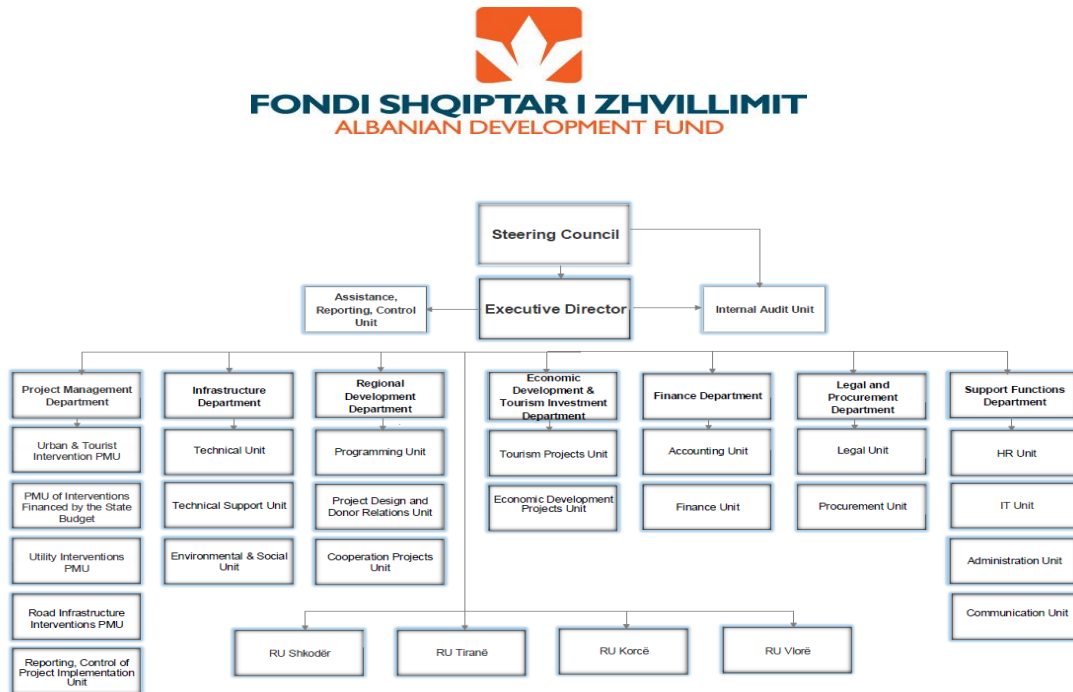 FONDI SHQIPTAR I ZHVILLIMIT
ALBANIAN DEVELOPMENT FUND
Steering Council
Assistance,
Reporting, Control
Unit
Executive Director
Internal Audit Unit
Project Management
Department
Infrastructure
Department
Regional
Development
Department
Economic
Development &
Tourism Investment
Department
Finance Department
Legal and
Procurement
Department
Support Functions
Department
Urban & Tourist
Intervention PMU
Technical Unit
Programming Unit
Tourism Projects Unit
Accounting Unit
Legal Unit
HR Unit
PMU of Interventions
Financed by the State
Budget
Technical Support Unit
Project Design and
Donor Relations Unit
Economic Development
Projects Unit
Finance Unit
Procurement Unit
IT Unit
Utility Interventions
PMU
Environmental & Social
Unit
Cooperation Projects
Unit
Administration Unit
Road Infrastructure
Interventions PMU
Communication Unit
Reporting, Control of
Project Implementation
Unit
RU Shkodër
RU Tiranë
RU Korcë
RU Vlorë